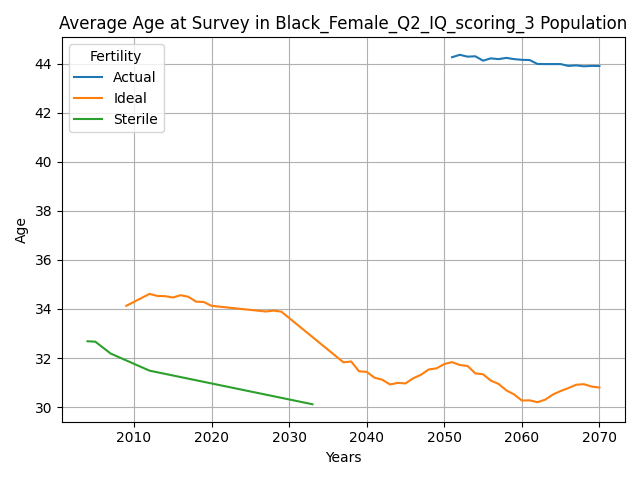 Average Age at Survey in Black_Female_Q2_IQ_scoring_3 Population
Fertility
Actual
Ideal
Sterile
Age
44
42
40
38
36
34
32
30
2010 2020 2030 2040 2050 2060 2070
Years